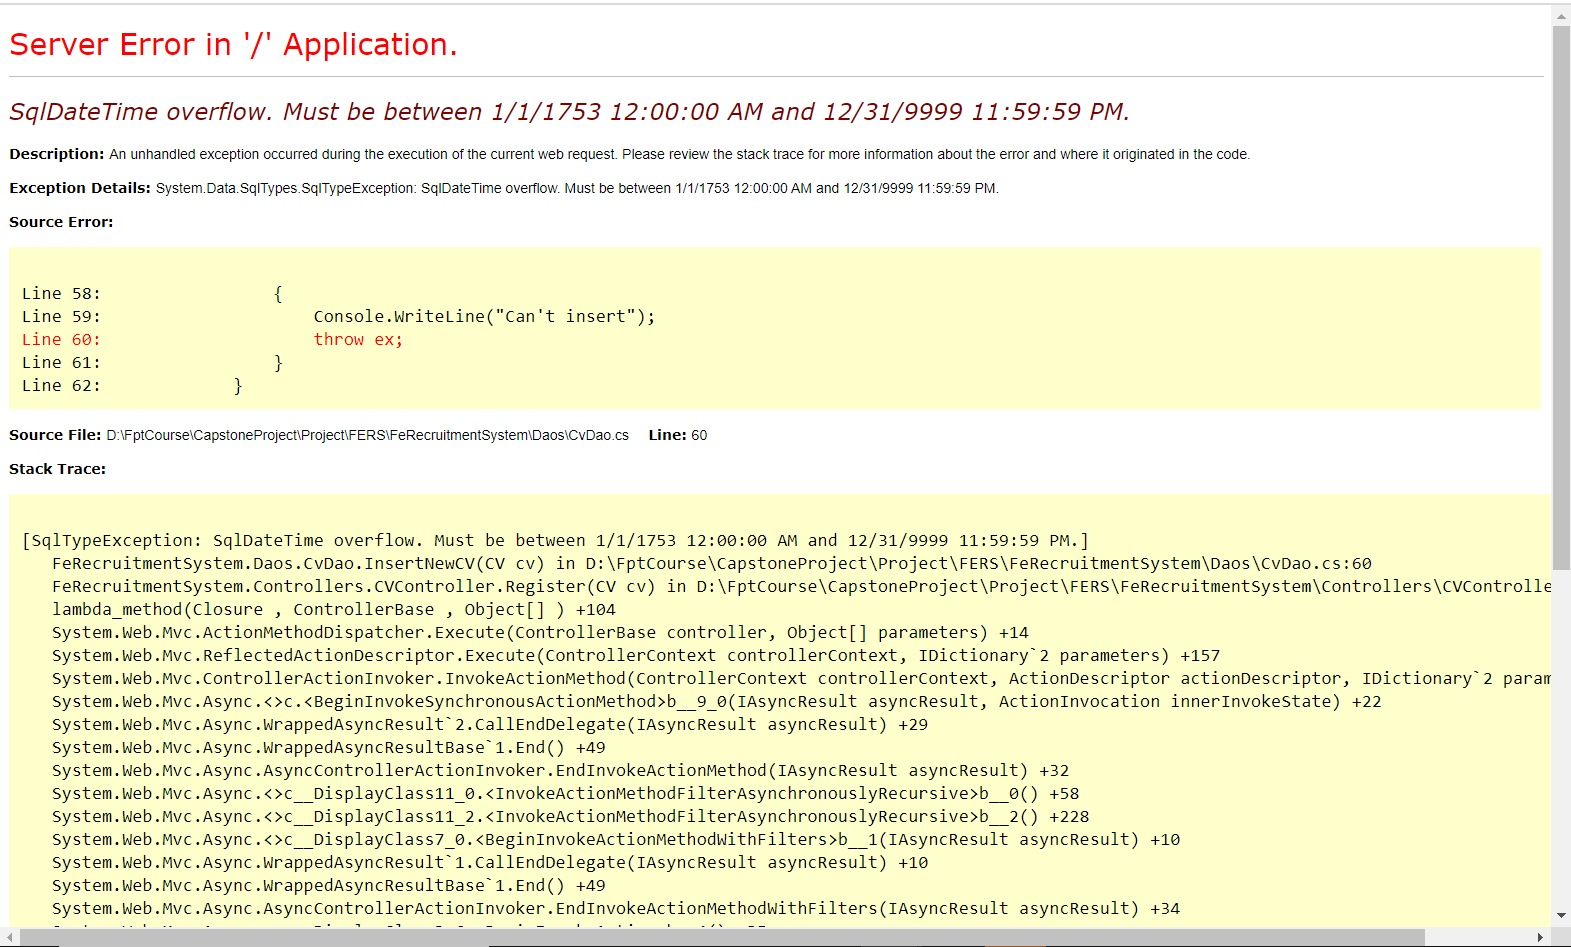 Server Error in '/' Application.
SqlDateTime overflow. Must be between 1/1/1753 12:00:00 AM and 12/31/9999 11:59:59 PM.
Description: An unhandled exception occurred during the execution of the current web request. Please review the stack trace for more information about the error and where it originated in the code.
Exception Details: System.Data.SqlTypes.SqlTypeException: SqlDateTime overflow. Must be between 1/1/1753 12:00:00 AM and 12/31/9999 11:59:59 PM.
Source Error:
Line 58:                 {
Line 59:                     Console.WriteLine("Can't insert");
Line 60:                     throw ex;
Line 61:                 }
Line 62:             }
Source File: D:\FptCourse\CapstoneProject\Project\FERS\FeRecruitmentSystem\Daos\CvDao.cs    Line: 60
Stack Trace:
[SqlTypeException: SqlDateTime overflow. Must be between 1/1/1753 12:00:00 AM and 12/31/9999 11:59:59 PM.]
   FeRecruitmentSystem.Daos.CvDao.InsertNewCV(CV cv) in D:\FptCourse\CapstoneProject\Project\FERS\FeRecruitmentSystem\Daos\CvDao.cs:60
   FeRecruitmentSystem.Controllers.CVController.Register(CV cv) in D:\FptCourse\CapstoneProject\Project\FERS\FeRecruitmentSystem\Controllers\CVControlle
   lambda_method(Closure , ControllerBase , Object[] ) +104
   System.Web.Mvc.ActionMethodDispatcher.Execute(ControllerBase controller, Object[] parameters) +14
   System.Web.Mvc.ReflectedActionDescriptor.Execute(ControllerContext controllerContext, IDictionary`2 parameters) +157
   System.Web.Mvc.ControllerActionInvoker.InvokeActionMethod(ControllerContext controllerContext, ActionDescriptor actionDescriptor, IDictionary`2 param
   System.Web.Mvc.Async.<>c.<BeginInvokeSynchronousActionMethod>b__9_0(IAsyncResult asyncResult, ActionInvocation innerInvokeState) +22
   System.Web.Mvc.Async.WrappedAsyncResult`2.CallEndDelegate(IAsyncResult asyncResult) +29
   System.Web.Mvc.Async.WrappedAsyncResultBase`1.End() +49
   System.Web.Mvc.Async.AsyncControllerActionInvoker.EndInvokeActionMethod(IAsyncResult asyncResult) +32
   System.Web.Mvc.Async.<>c__DisplayClass11_0.<InvokeActionMethodFilterAsynchronouslyRecursive>b__0() +58
   System.Web.Mvc.Async.<>c__DisplayClass11_2.<InvokeActionMethodFilterAsynchronouslyRecursive>b__2() +228
   System.Web.Mvc.Async.<>c__DisplayClass7_0.<BeginInvokeActionMethodWithFilters>b__1(IAsyncResult asyncResult) +10
   System.Web.Mvc.Async.WrappedAsyncResult`1.CallEndDelegate(IAsyncResult asyncResult) +10
   System.Web.Mvc.Async.WrappedAsyncResultBase`1.End() +49
   System.Web.Mvc.Async.AsyncControllerActionInvoker.EndInvokeActionMethodWithFilters(IAsyncResult asyncResult) +34